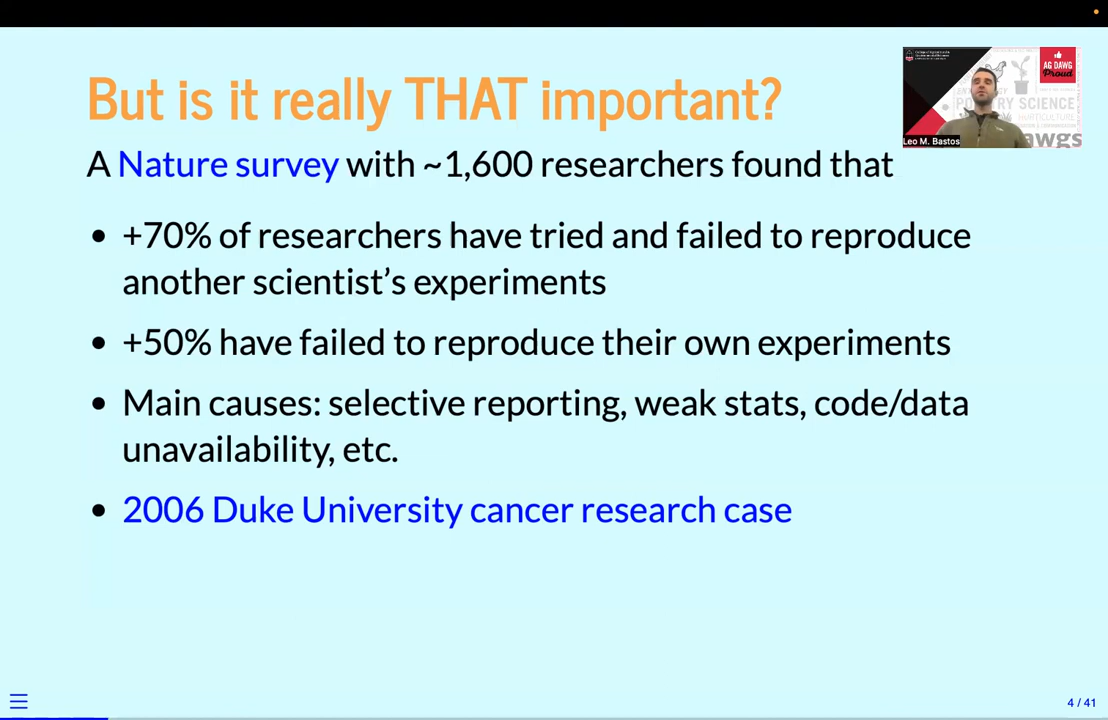 But is it really THAT important?
AG DAWG
Proud
POULTRY SCIENCE
HORTICULTURE
Leo M. Bastos
awgs
A Nature survey with ~1,600 researchers found that
• +70% of researchers have tried and failed to reproduce
another scientist’s experiments
• +50% have failed to reproduce their own experiments
• Main causes: selective reporting, weak stats, code/data
unavailability, etc.
• 2006 Duke University cancer research case
4 / 41